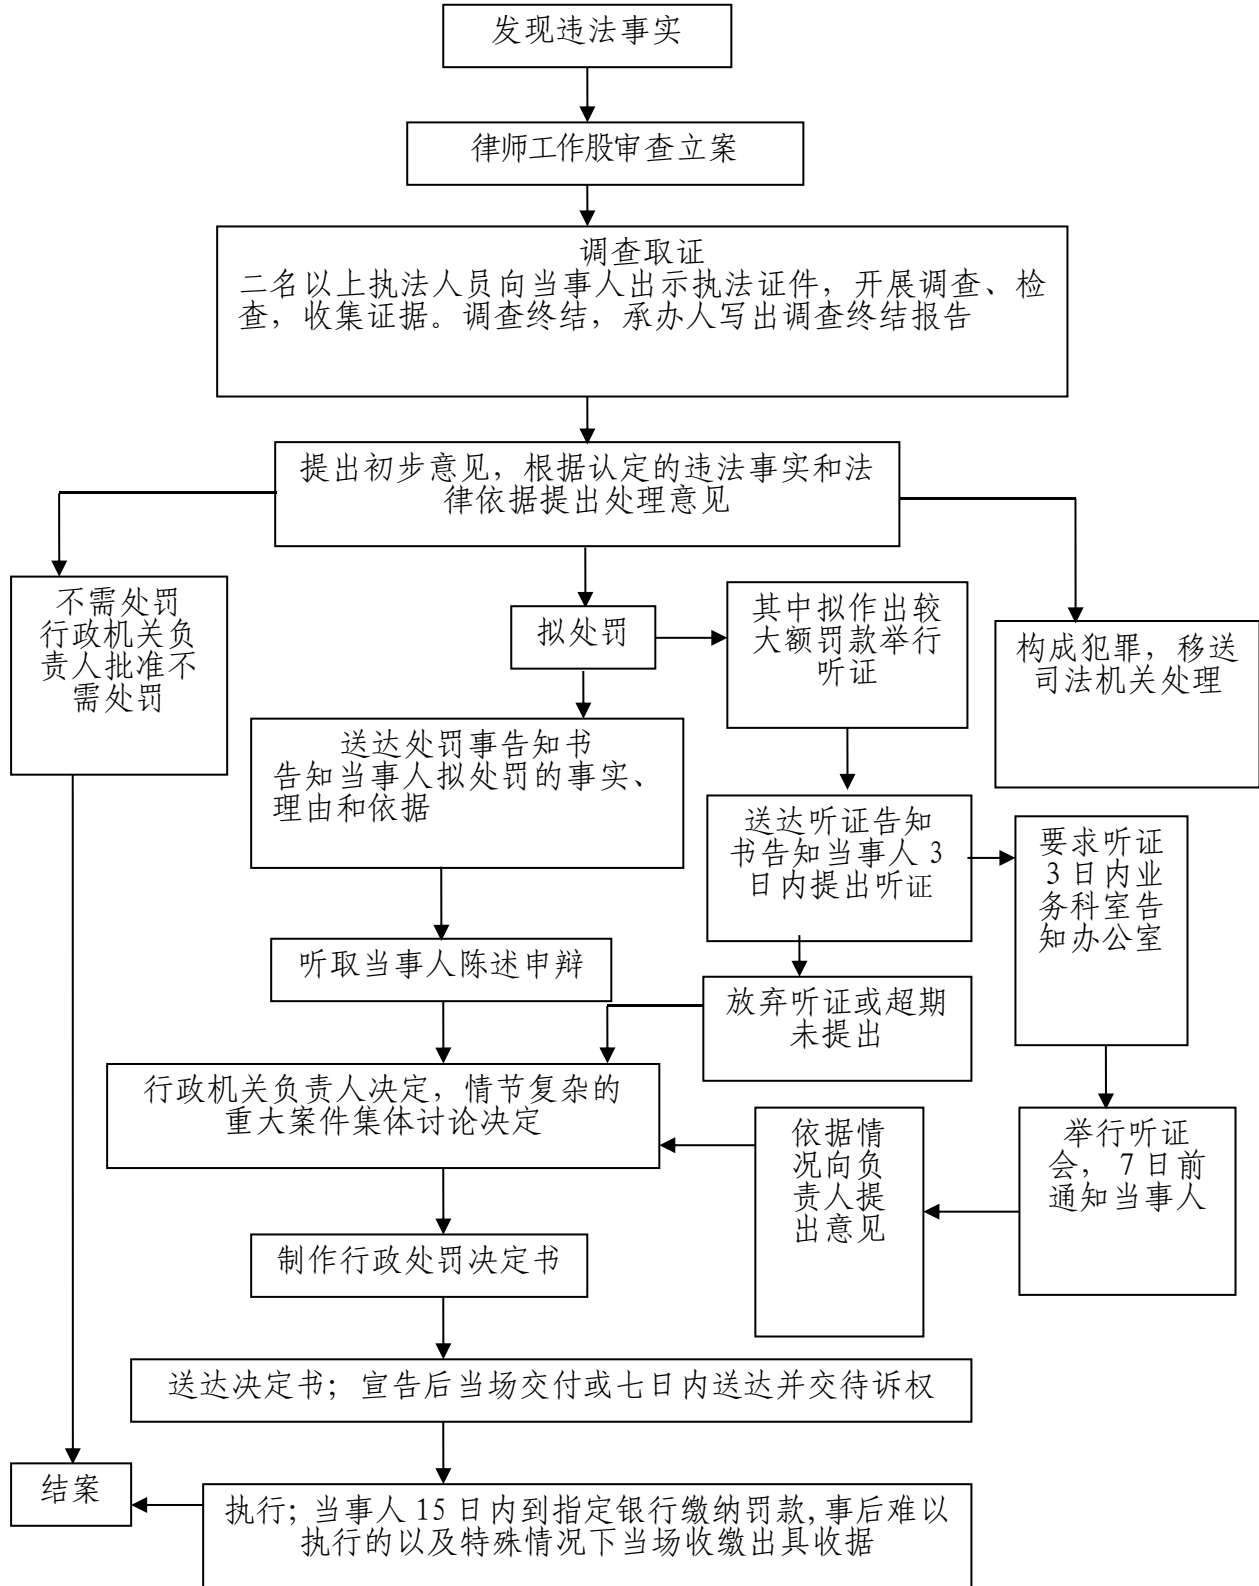 发现违法事实
律师工作股审查立案
调查取证
二名以上执法人员向当事人出示执法证件，开展调查、检
查，收集证据。调查终结，承办人写出调查终结报告
提出初步意见，根据认定的违法事实和法
律依据提出处理意见
不需处罚
行政机关负
责人批准不
需处罚
拟处罚
其中拟作出较
大额罚款举行
听证
构成犯罪，移送
司法机关处理
送达处罚事告知书
告知当事人拟处罚的事实、
理由和依据
送达听证告知
书告知当事人 3
日内提出听证
要求听证
3 日内业
务科室告
知办公室
听取当事人陈述申辩
放弃听证或超期
未提出
行政机关负责人决定，情节复杂的
重大案件集体讨论决定
依据情
况向负
责人提
出意见
举行听证
会，7 日前
通知当事人
制作行政处罚决定书
送达决定书；宣告后当场交付或七日内送达并交待诉权
结案
执行；当事人 15 日内到指定银行缴纳罚款,事后难以
执行的以及特殊情况下当场收缴出具收据